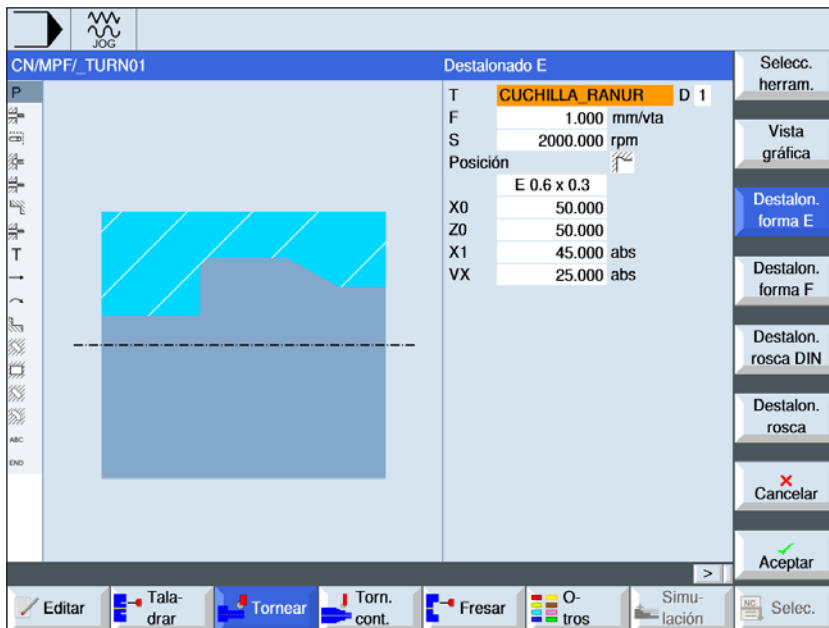 JOG
CN/MPF/_TURN01
Destalonado E
P
T
ABC
END
T CUCHILLA_RANUR D 1
F 1.000 mm/vta
S 2000.000 rpm
Posición
E 0.6 x 0.3
X0 50.000
Z0 50.000
X1 45.000 abs
VX 25.000 abs
Selecc.
herram.
Vista
gráfica
Destalon.
forma E
Destalon.
forma F
Destalon.
rosca DIN
Destalon.
rosca
Cancelar
Aceptar
>
Editar
Tala-
drar
Tornear
Torn.
cont.
Fresar
O-
tros
Simu-
lación
NC
Selec.